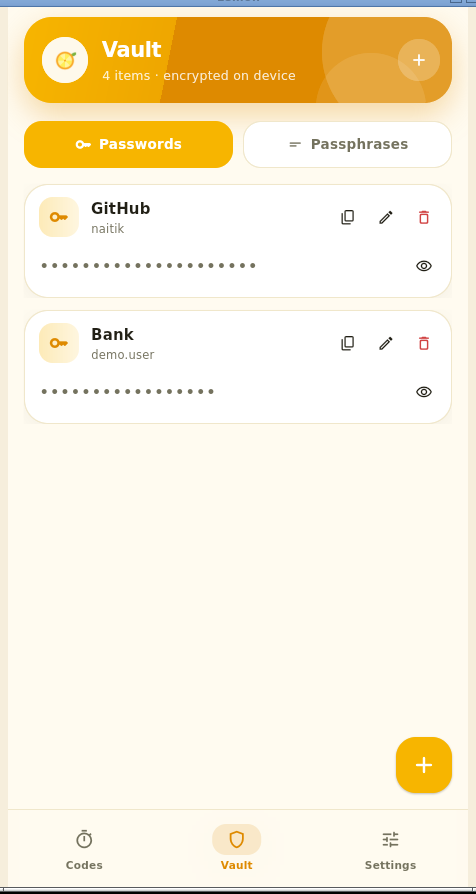 Vault
4 items · encrypted on device
Passwords
Passphrases
GitHub
naitik
••••••••••••••••••••••
Bank
demo.user
•••••••••••••••••
Codes
Vault
Settings